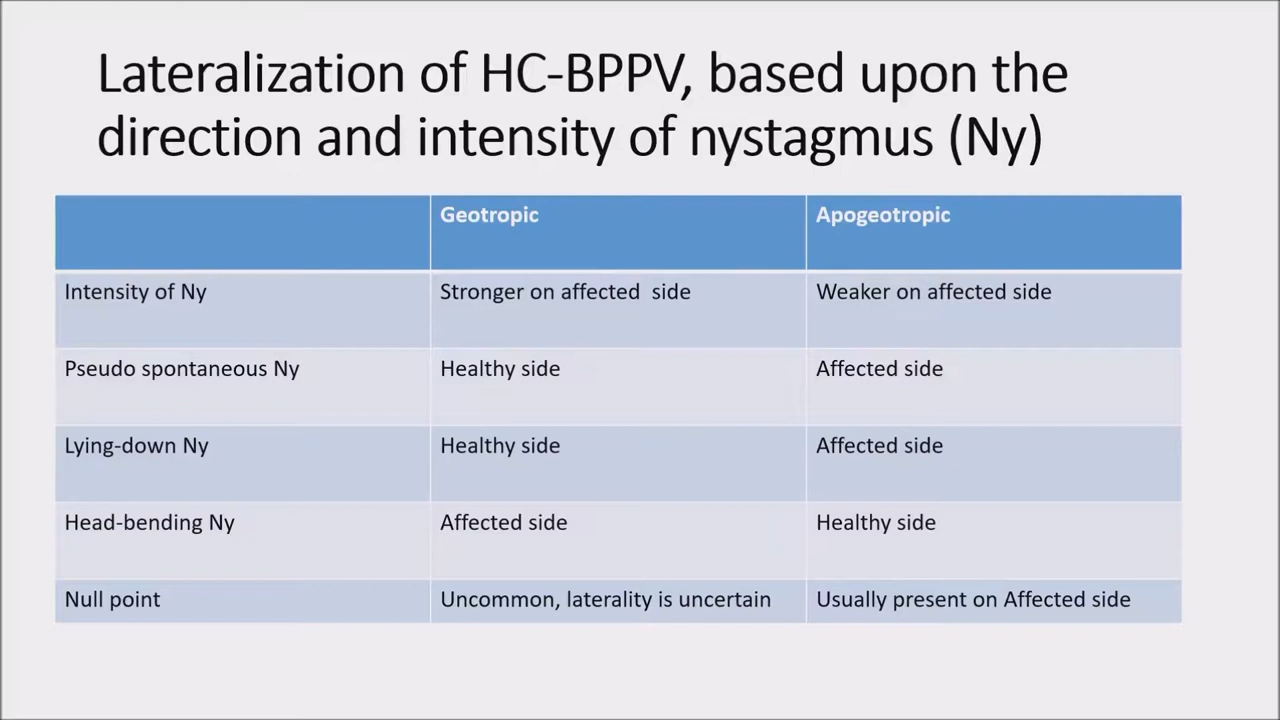 Lateralization of HC-BPPV, based upon the
direction and intensity of nystagmus (Ny)
Geotropic Apogeotropic
Intensity of Ny Stronger on affected side Weaker on affected side
Pseudo spontaneous Ny Healthy side Affected side
Lying-down Ny Healthy side Affected side
Head-bending Ny Affected side Healthy side
Null point Uncommon, laterality is uncertain Usually present on Affected side